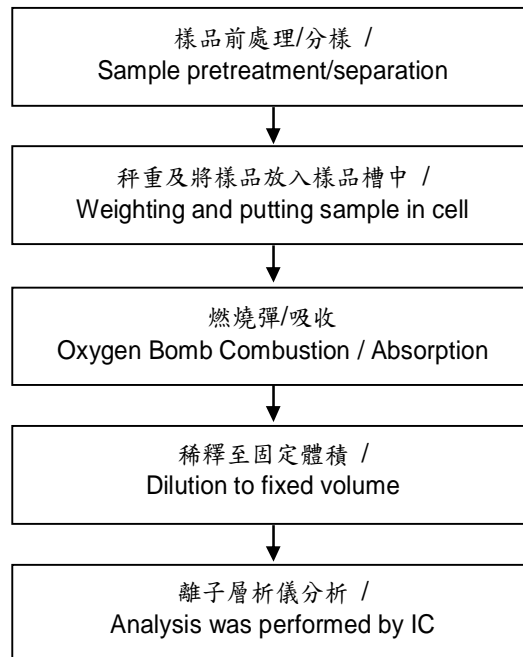 樣品前處理/分樣 /
Sample pretreatment/separation
秤重及將樣品放入樣品槽中 /
Weighting and putting sample in cell
燃燒彈/吸收
Oxygen Bomb Combustion / Absorption
稀釋至固定體積 /
Dilution to fixed volume
離子層析儀分析 /
Analysis was performed by IC